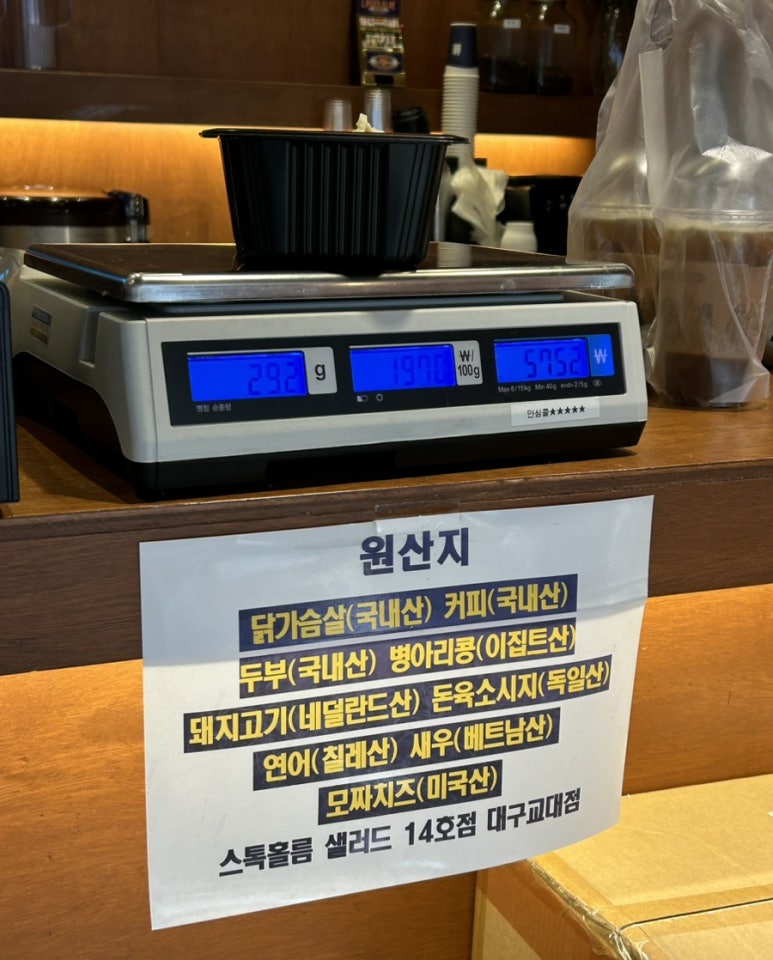 292 g 1970 ₩/100g 5752 ₩
Max 6/15kg Min 40g e=d=2/5g
안심콜★★★★★
원산지
닭가슴살(국내산) 커피(국내산)
두부(국내산) 병아리콩(이집트산)
돼지고기(네덜란드산) 돈육소시지(독일산)
연어(칠레산) 새우(베트남산)
모짜치즈(미국산)
스톡홀름 샐러드 14호점 대구교대점